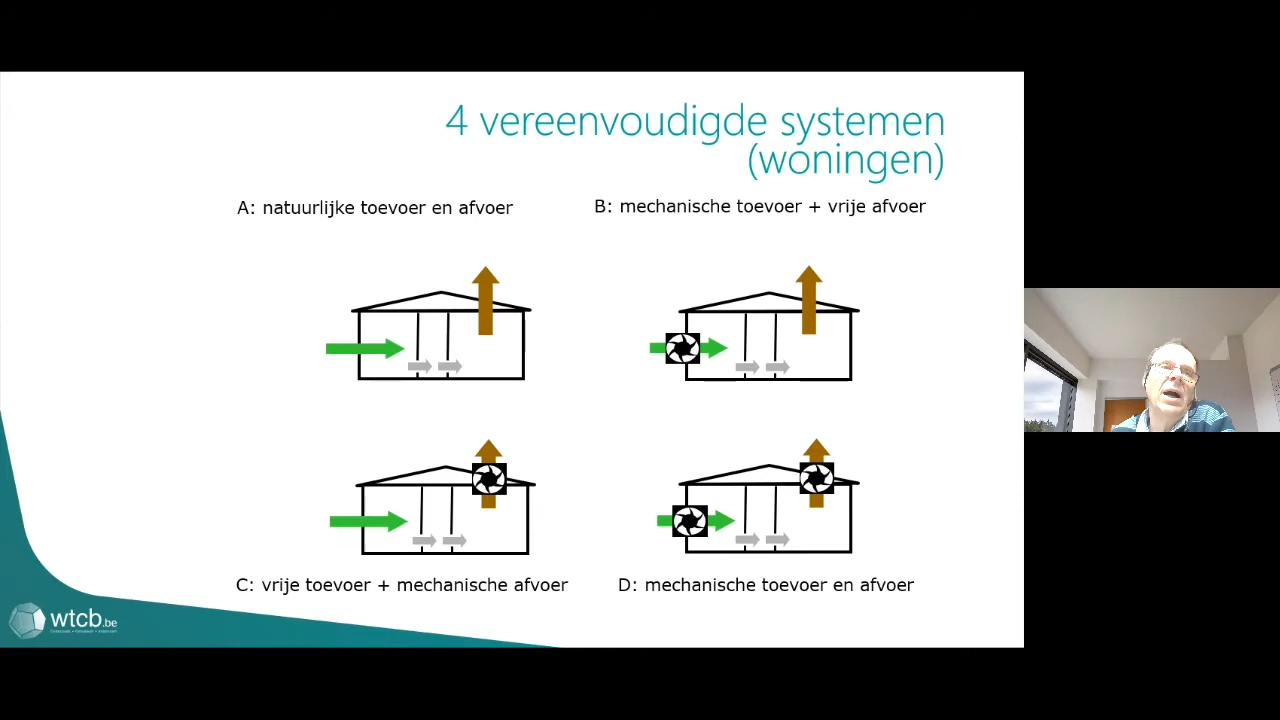 4 vereenvoudigde systemen
(woningen)
A: natuurlijke toevoer en afvoer
B: mechanische toevoer + vrije afvoer
C: vrije toevoer + mechanische afvoer
D: mechanische toevoer en afvoer
wtcb.be